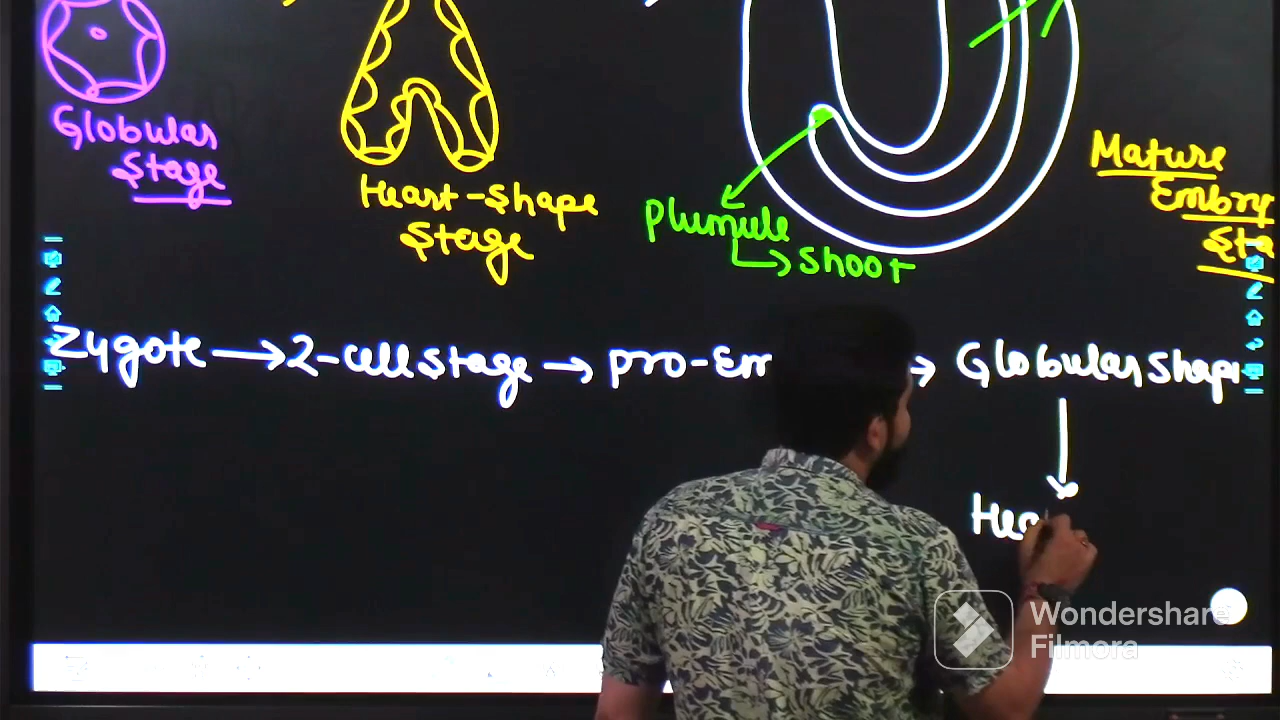 Globular
Stage
Heart-Shape
Stage
Plumule
Shoot
Mature
Embry
Sta
Zygote → 2-cell stage → Pro-Em → Globular Shape
↓
Hea
Wondershare
Filmora